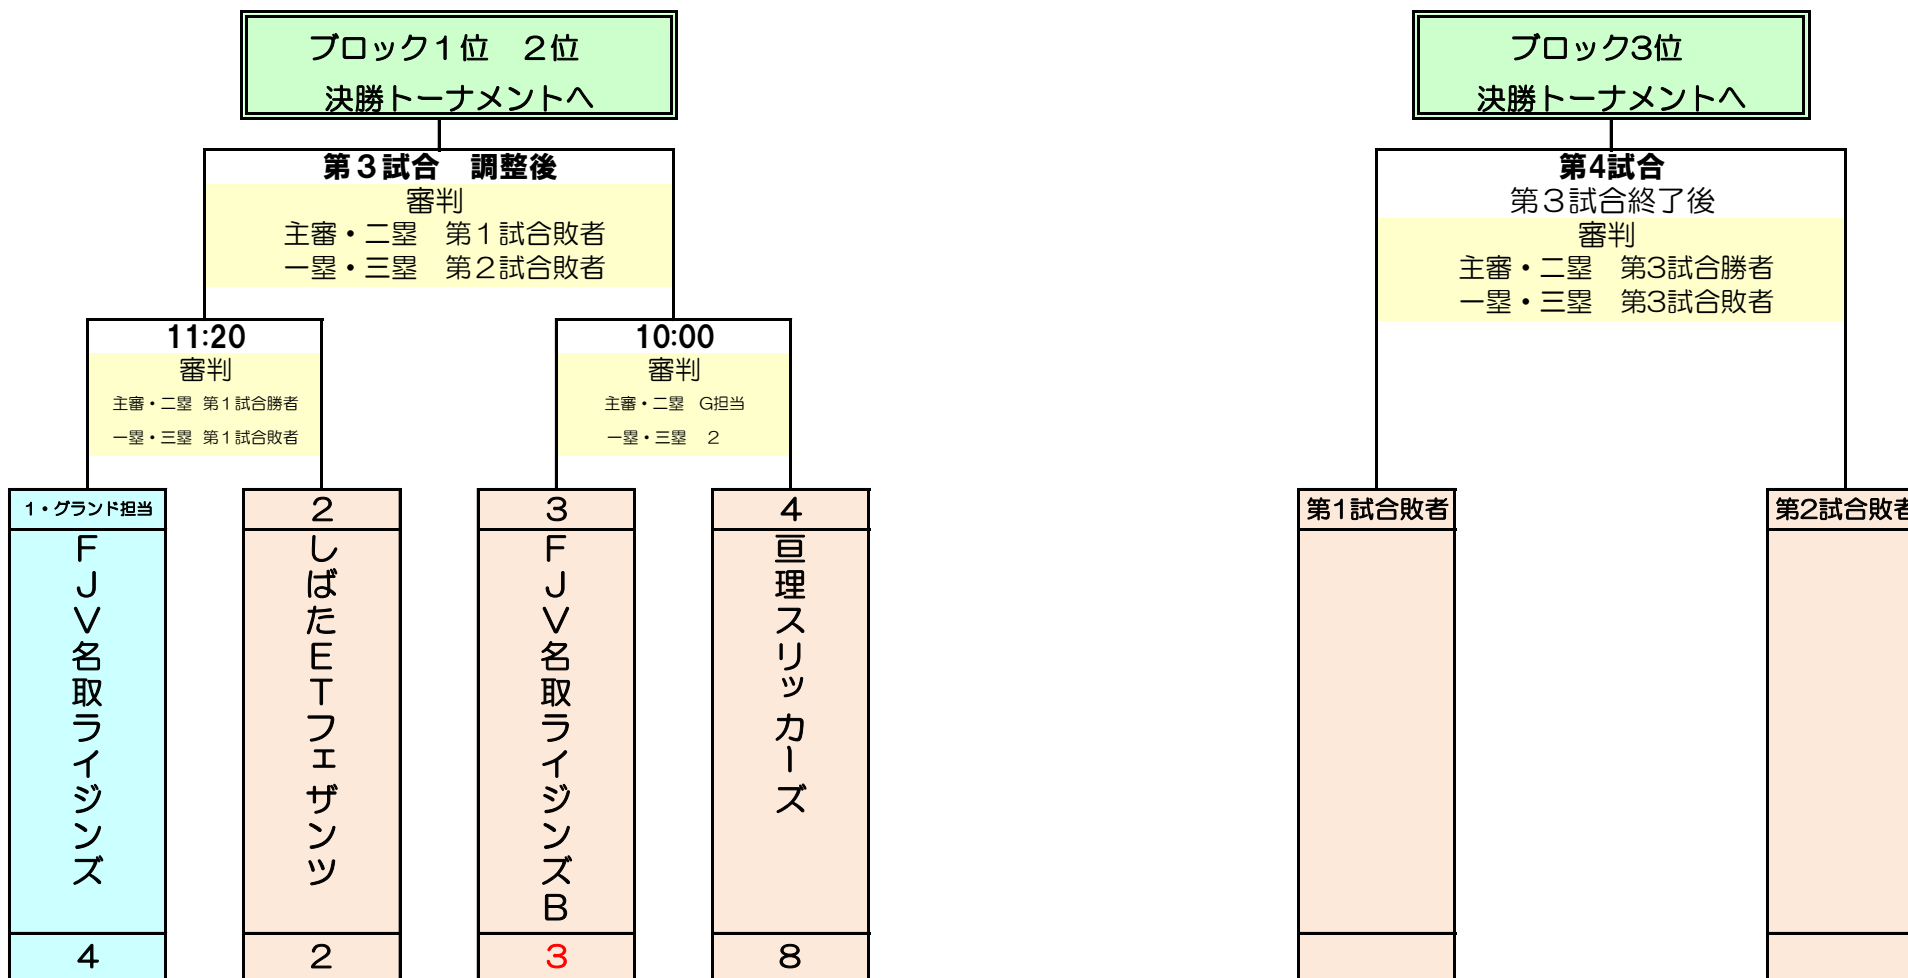 ブロック1位　2位
決勝トーナメントへ
第3試合　調整後
審判
主審・二塁　第1試合敗者
一塁・三塁　第2試合敗者
11:20
審判
主審・二塁 第1試合勝者
一塁・三塁 第1試合敗者
10:00
審判
主審・二塁　G担当
一塁・三塁　2
1・グランド担当
FJV名取ライジンズ
4
2
しばたETフェザンツ
2
3
FJV名取ライジンズB
3
4
亘理スリッカーズ
8
ブロック3位
決勝トーナメントへ
第4試合
第3試合終了後
審判
主審・二塁　第3試合勝者
一塁・三塁　第3試合敗者
第1試合敗者
第2試合敗者